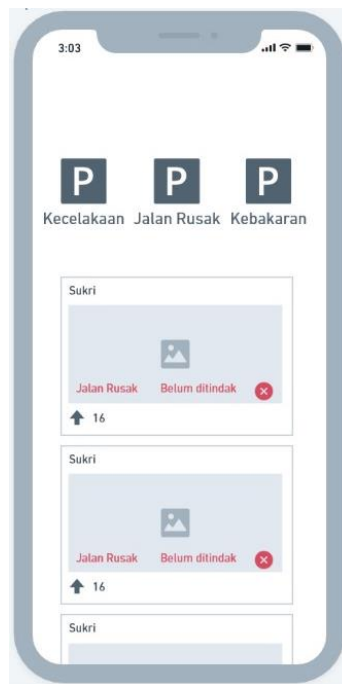 3:03
P P P
Kecelakaan Jalan Rusak Kebakaran
Sukri
Jalan Rusak Belum ditindak
16
Sukri
Jalan Rusak Belum ditindak
16
Sukri